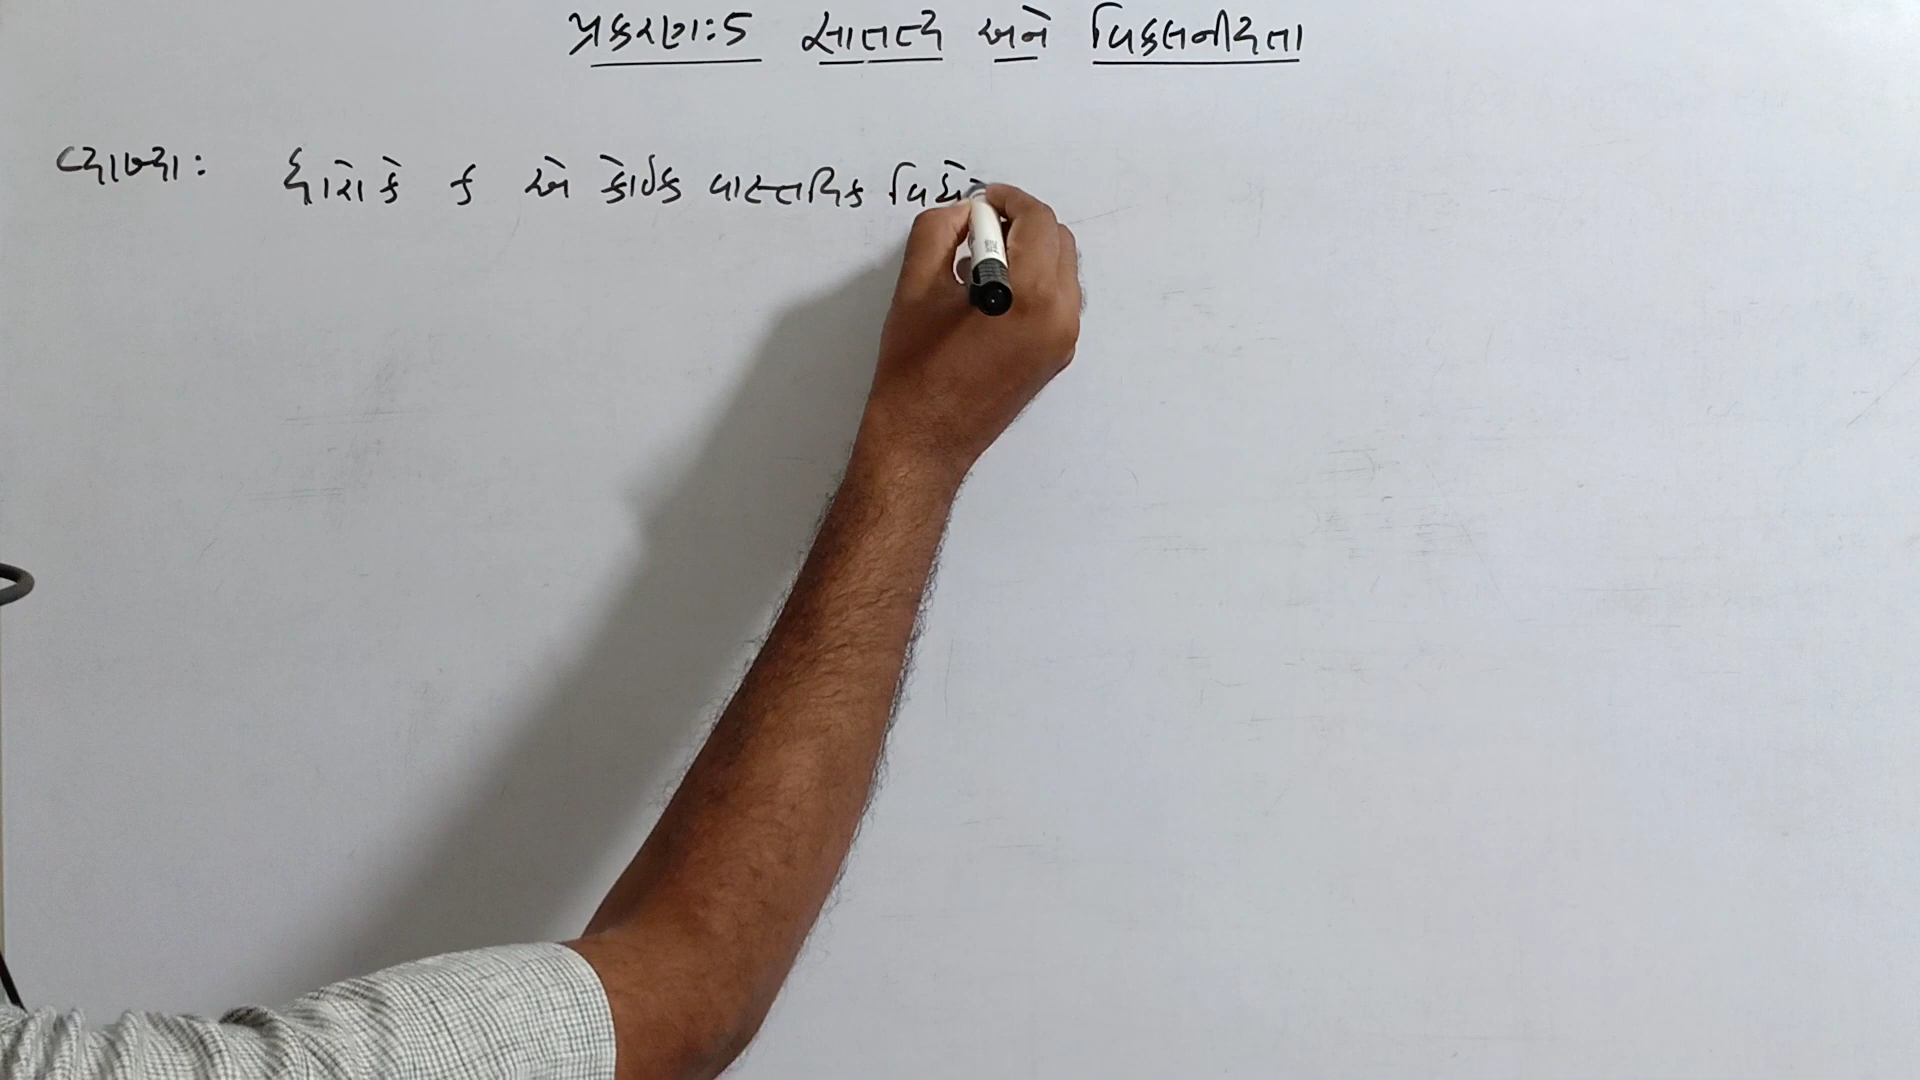 પ્રકરણ:5 સાતત્ય અને વિકલનીયતા
વ્યાખ્યા: ધારો કે f એ કોઈક વાસ્તવિક વિધે